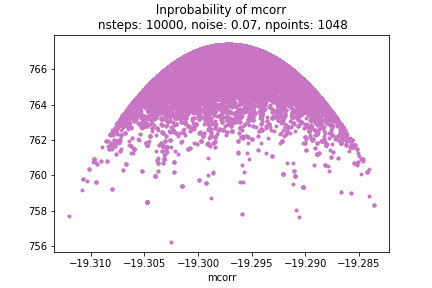 lnprobability of mcorr
nsteps: 10000, noise: 0.07, npoints: 1048
766
764
762
760
758
756
−19.310 −19.305 −19.300 −19.295 −19.290 −19.285
mcorr